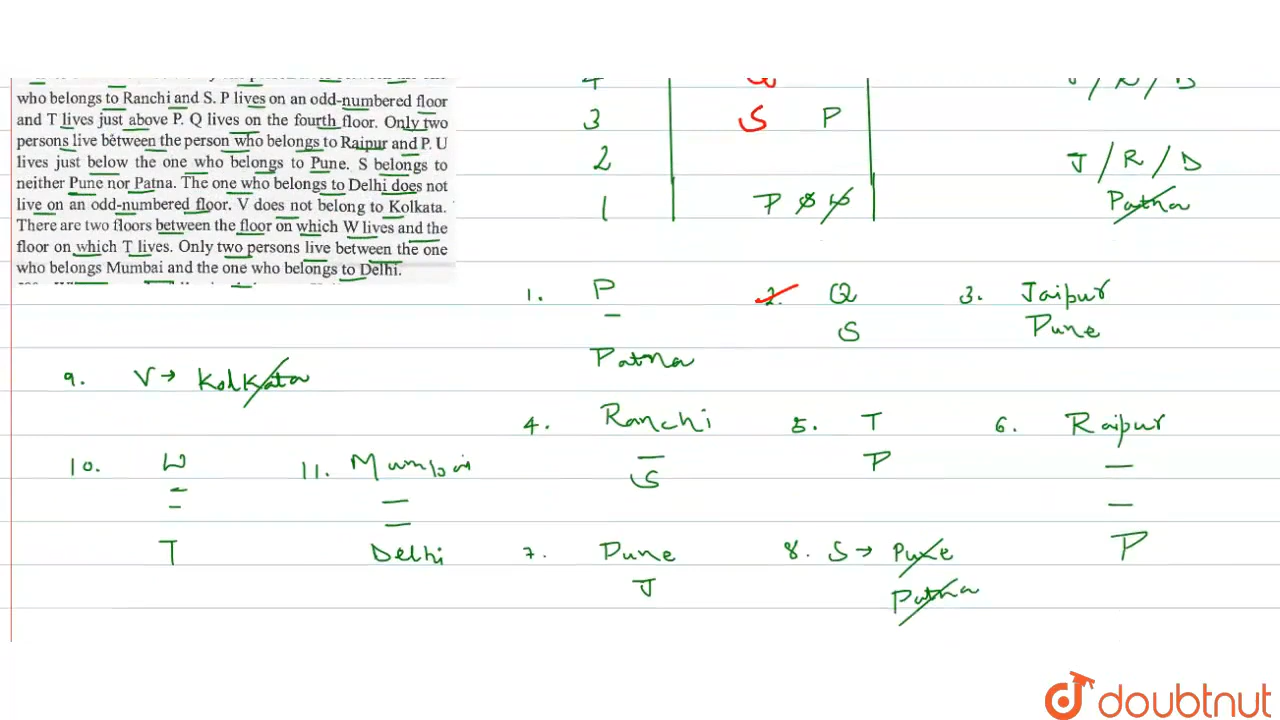 who belongs to Ranchi and S. P lives on an odd-numbered floor
and T lives just above P. Q lives on the fourth floor. Only two
persons live between the person who belongs to Raipur and P. U
lives just below the one who belongs to Pune. S belongs to
neither Pune nor Patna. The one who belongs to Delhi does not
live on an odd-numbered floor. V does not belong to Kolkata.
There are two floors between the floor on which W lives and the
floor on which T lives. Only two persons live between the one
who belongs Mumbai and the one who belongs to Delhi.
3 S P
2 J / R / D
1 P Patna
1. P 2. Q 3. Jaipur
S Pune
Patna
9. V → Kolkata
4. Ranchi 5. T 6. Raipur
S P
10. W 11. Mumbai
T Delhi 7. Pune 8. S → Pune P
J Patna
doubtnut